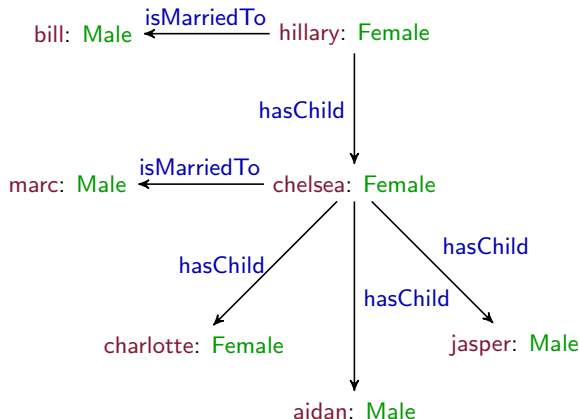 isMarriedTo
bill: Male
hillary: Female
hasChild
isMarriedTo
marc: Male
chelsea: Female
hasChild
hasChild
hasChild
charlotte: Female
jasper: Male
aidan: Male